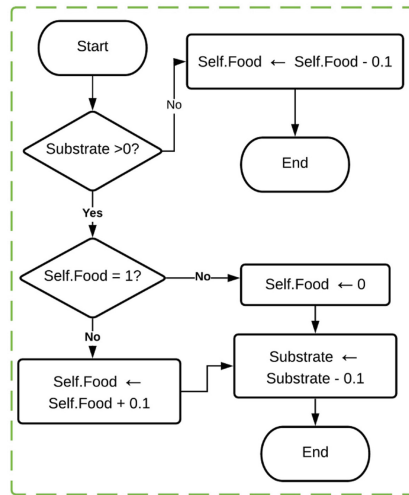 Start
Self.Food ← Self.Food - 0.1
No
Substrate >0?
End
Yes
Self.Food = 1?
No
Self.Food ← 0
No
Self.Food ←
Self.Food + 0.1
Substrate ←
Substrate - 0.1
End